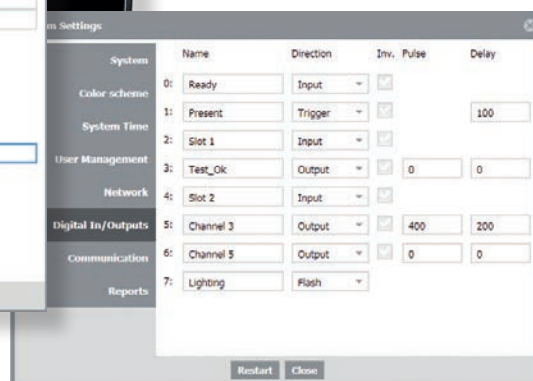 m Settings
Name Direction Inv. Pulse Delay
System
Color scheme
System Time
User Management
Network
Digital In/Outputs
Communication
Reports
0: Ready Input
1: Present Trigger 100
2: Slot 1 Input
3: Test_Ok Output 0 0
4: Slot 2 Input
5: Channel 3 Output 400 200
6: Channel 5 Output 0 0
7: Lighting Flash
Restart Close